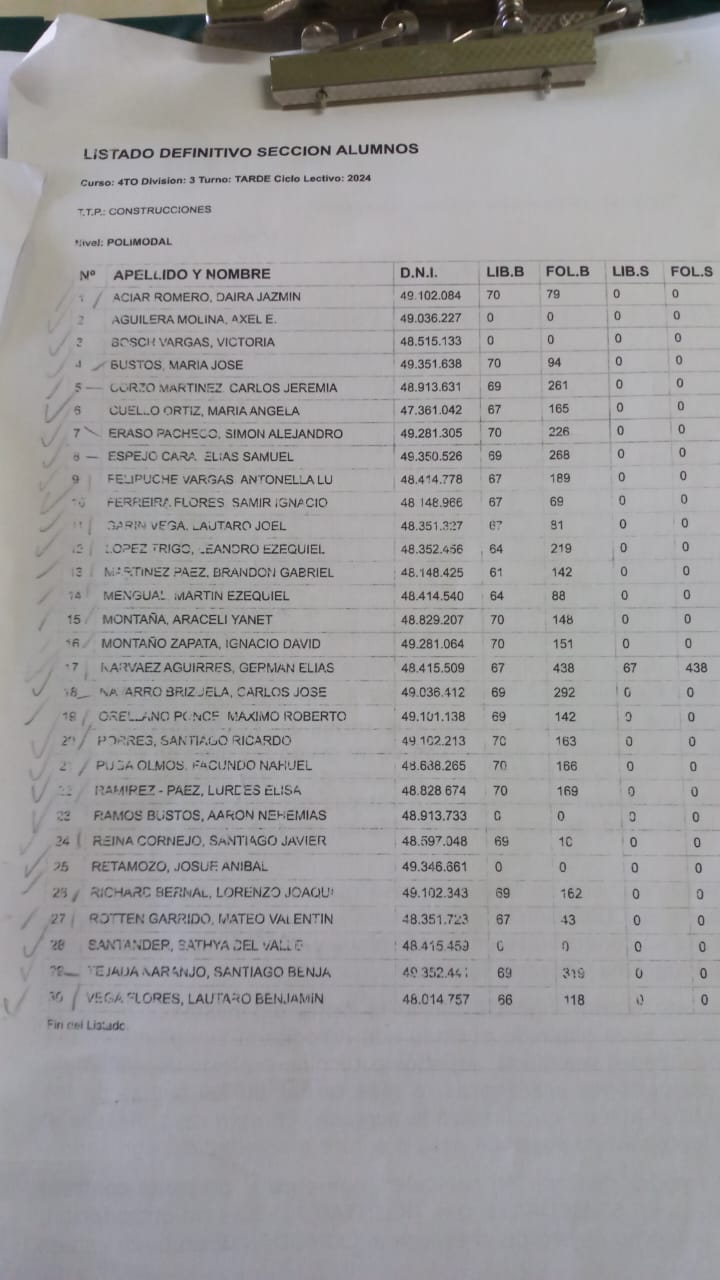 LISTADO DEFINITIVO SECCION ALUMNOS
Curso: 4TO Division: 3 Turno: TARDE Ciclo Lectivo: 2024
T.T.P.: CONSTRUCCIONES
Nivel: POLIMODAL
Nº APELLIDO Y NOMBRE D.N.I. LIB.B FOL.B LIB.S FOL.S
1 ACIAR ROMERO, DAIRA JAZMIN 49.102.084 70 79 0 0
2 AGUILERA MOLINA, AXEL E. 49.036.227 0 0 0 0
3 BOSCH VARGAS, VICTORIA 48.515.133 0 0 0 0
4 BUSTOS, MARIA JOSE 49.351.638 70 94 0 0
5 CORZO MARTINEZ, CARLOS JEREMIA 48.913.631 69 261 0 0
6 CUELLO ORTIZ, MARIA ANGELA 47.361.042 67 165 0 0
7 ERASO PACHECO, SIMON ALEJANDRO 49.281.305 70 226 0 0
8 ESPEJO CARA, ELIAS SAMUEL 49.350.526 69 268 0 0
9 FELIPUCHE VARGAS, ANTONELLA LU 48.414.778 67 189 0 0
10 FERREIRA FLORES, SAMIR IGNACIO 48.148.966 67 69 0 0
11 GARIN VEGA, LAUTARO JOEL 48.351.327 67 81 0 0
12 LOPEZ TRIGO, LEANDRO EZEQUIEL 48.352.456 64 219 0 0
13 MARTINEZ PAEZ, BRANDON GABRIEL 48.148.425 61 142 0 0
14 MENGUAL, MARTIN EZEQUIEL 48.414.540 64 88 0 0
15 MONTAÑA, ARACELI YANET 48.829.207 70 148 0 0
16 MONTAÑO ZAPATA, IGNACIO DAVID 49.281.064 70 151 0 0
17 NARVAEZ AGUIRRES, GERMAN ELIAS 48.415.509 67 438 67 438
18 NAVARRO BRIZUELA, CARLOS JOSE 49.036.412 69 292 0 0
19 ORELLANO PONCE, MAXIMO ROBERTO 49.101.138 69 142 0 0
20 PORRES, SANTIAGO RICARDO 49.102.213 70 163 0 0
21 PUGA OLMOS, FACUNDO NAHUEL 48.638.265 70 166 0 0
22 RAMIREZ - PAEZ, LURDES ELISA 48.828.674 70 169 0 0
23 RAMOS BUSTOS, AARON NEHEMIAS 48.913.733 0 0 0 0
24 REINA CORNEJO, SANTIAGO JAVIER 48.597.048 69 10 0 0
25 RETAMOZO, JOSUE ANIBAL 49.346.661 0 0 0 0
26 RICHARD BERNAL, LORENZO JOAQUI 49.102.343 69 162 0 0
27 ROTTEN GARRIDO, MATEO VALENTIN 48.351.723 67 43 0 0
28 SANTANDER, SATHYA DEL VALLE 48.415.459 0 0 0 0
29 TEJADA NARANJO, SANTIAGO BENJA 49.352.441 69 319 0 0
30 VEGA FLORES, LAUTARO BENJAMIN 48.014.757 66 118 0 0
Fin del Listado